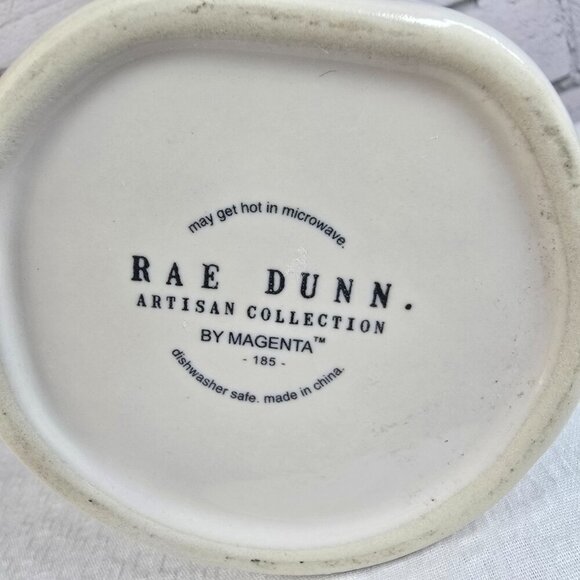 may get hot in microwave.
RAE DUNN.
ARTISAN COLLECTION
BY MAGENTA™
- 185 -
dishwasher safe. made in china.